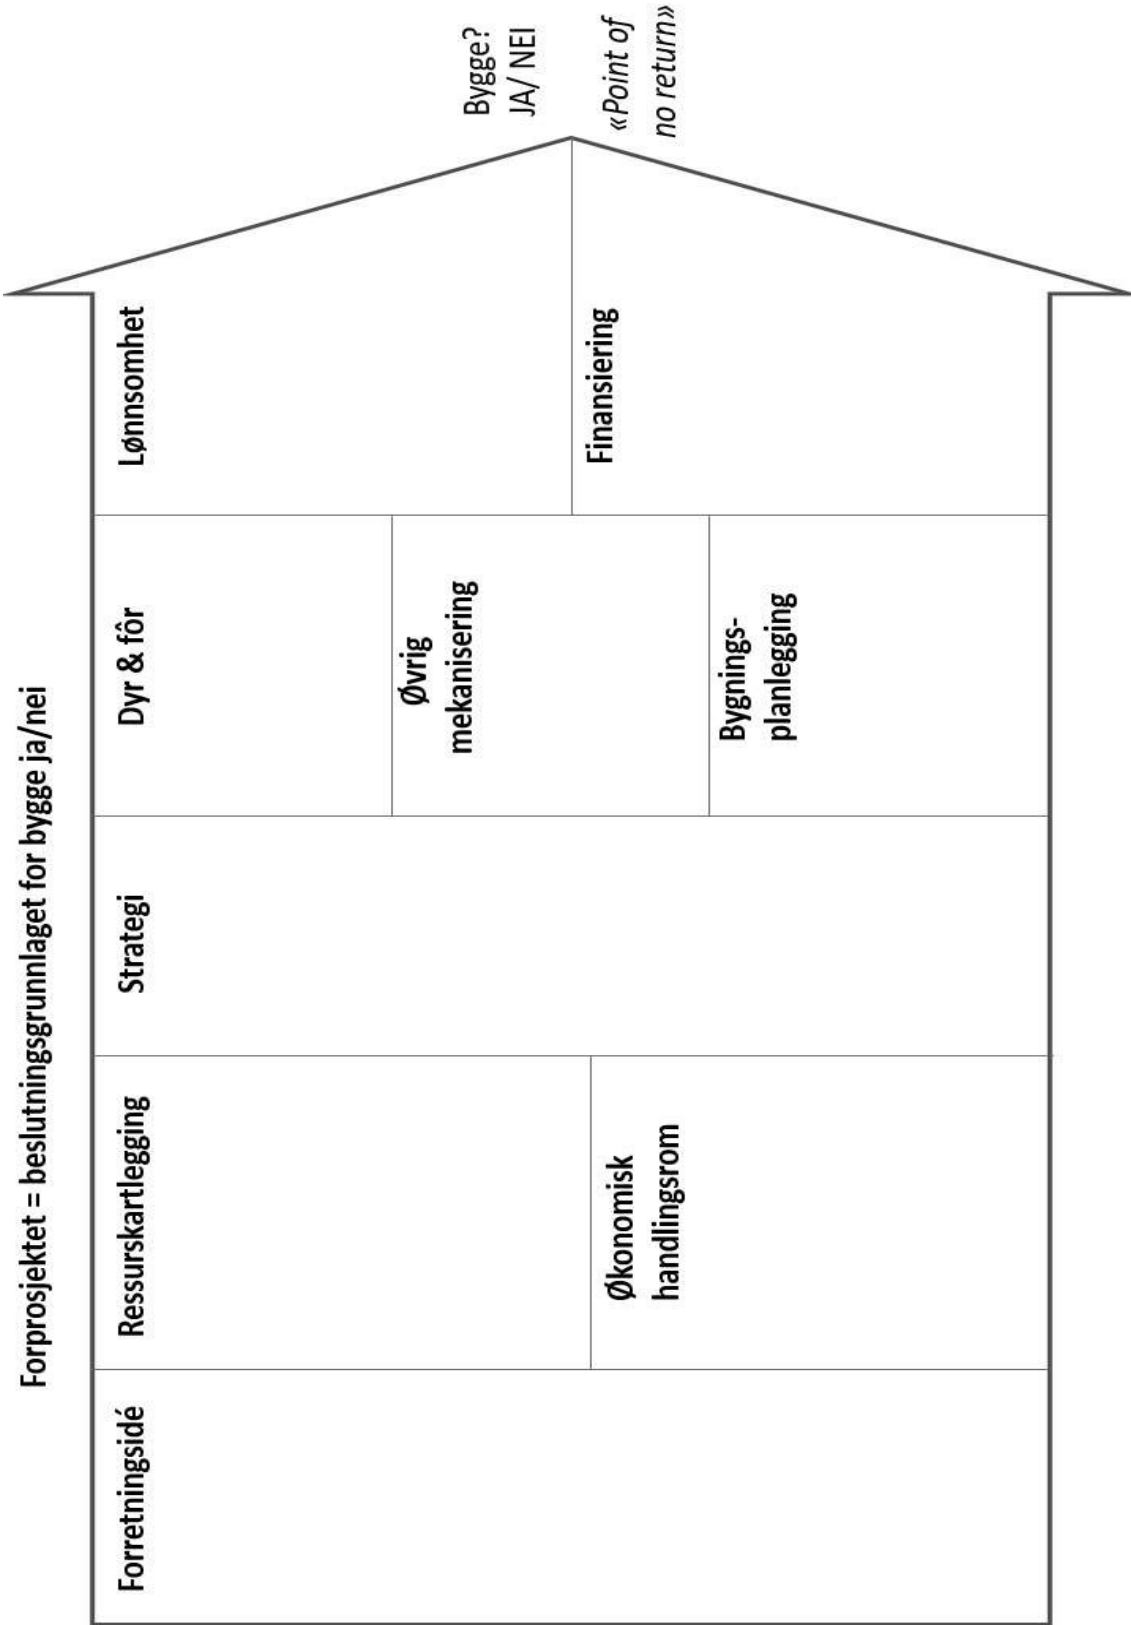 Forprosjektet = beslutningsgrunnlaget for bygge ja/nei
Forretningsidé
Ressurskartlegging
Økonomisk
handlingsrom
Strategi
Dyr & fôr
Øvrig
mekanisering
Bygnings-
planlegging
Lønnsomhet
Finansiering
Bygge?
JA/ NEI
«Point of
no return»